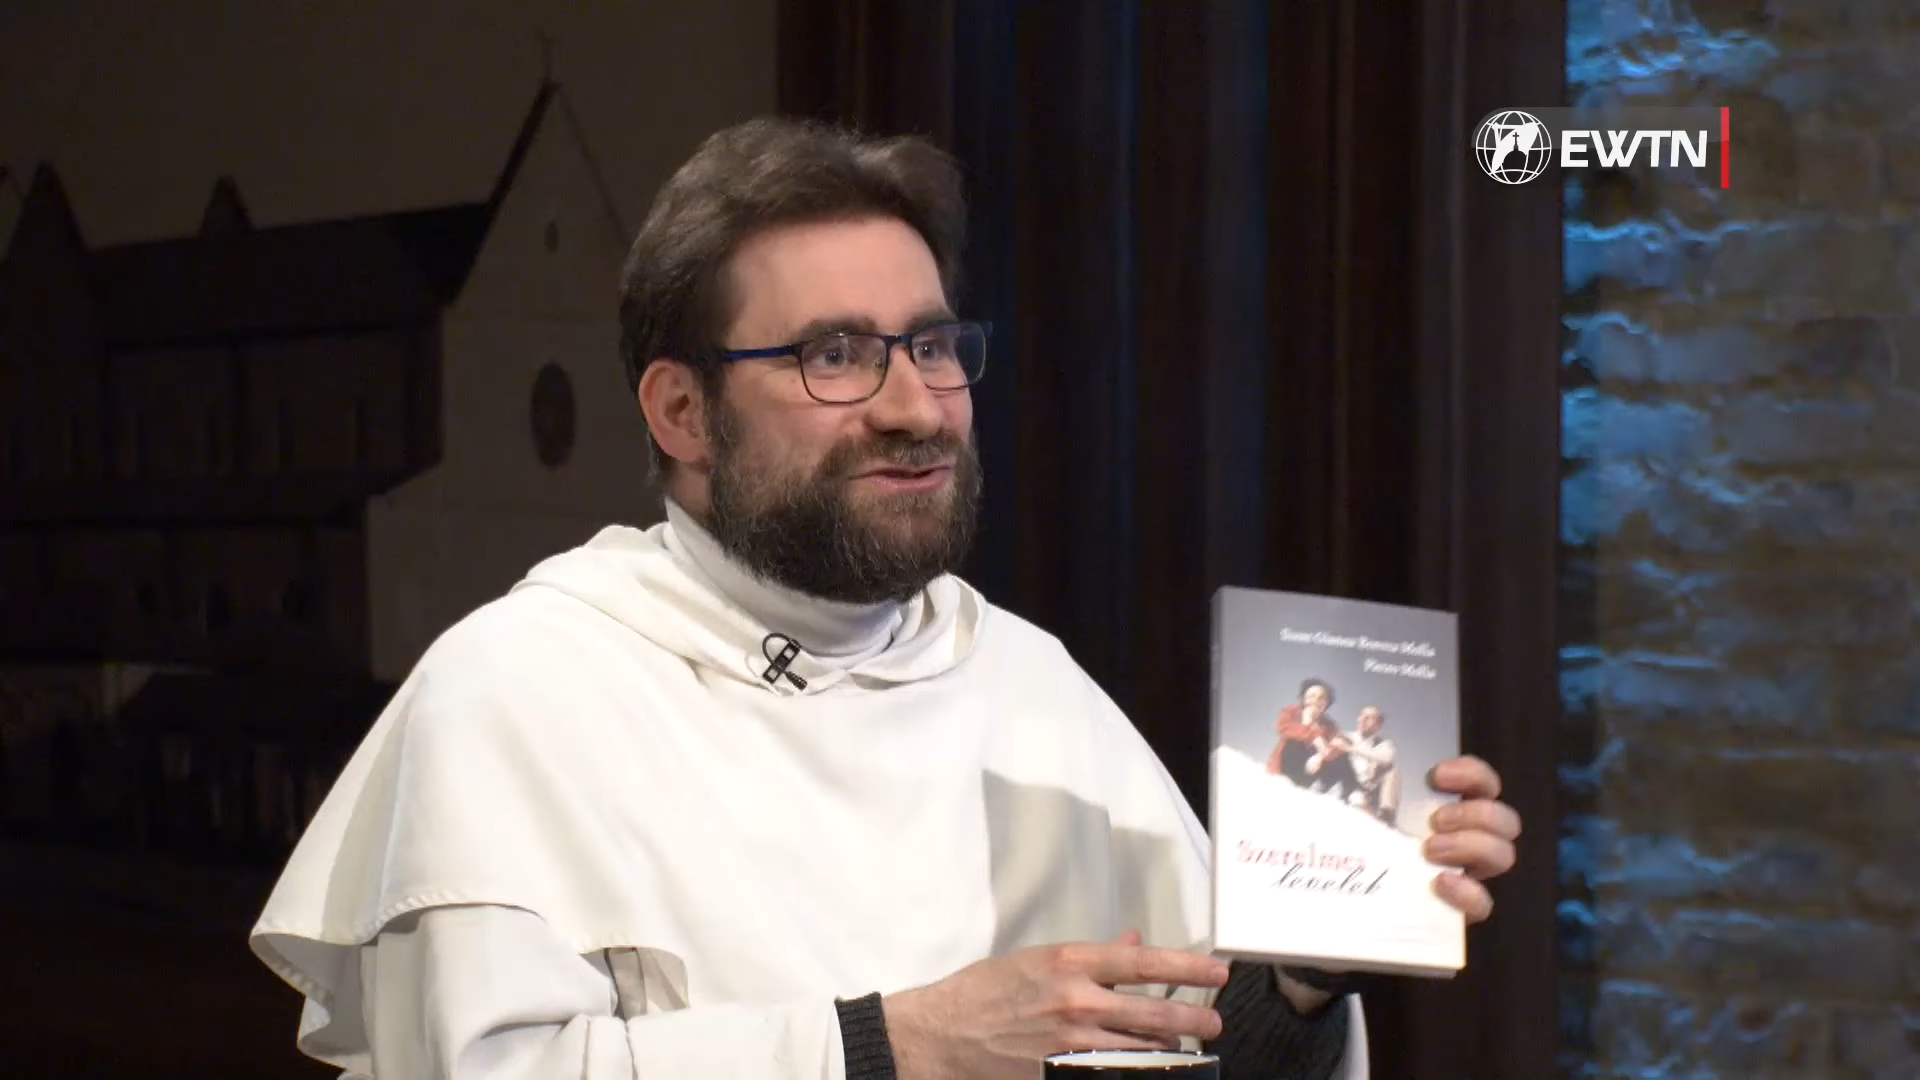 EWTN
Szent Gianna Beretta Molla
Pietro Molla
Szerelmes
levelek